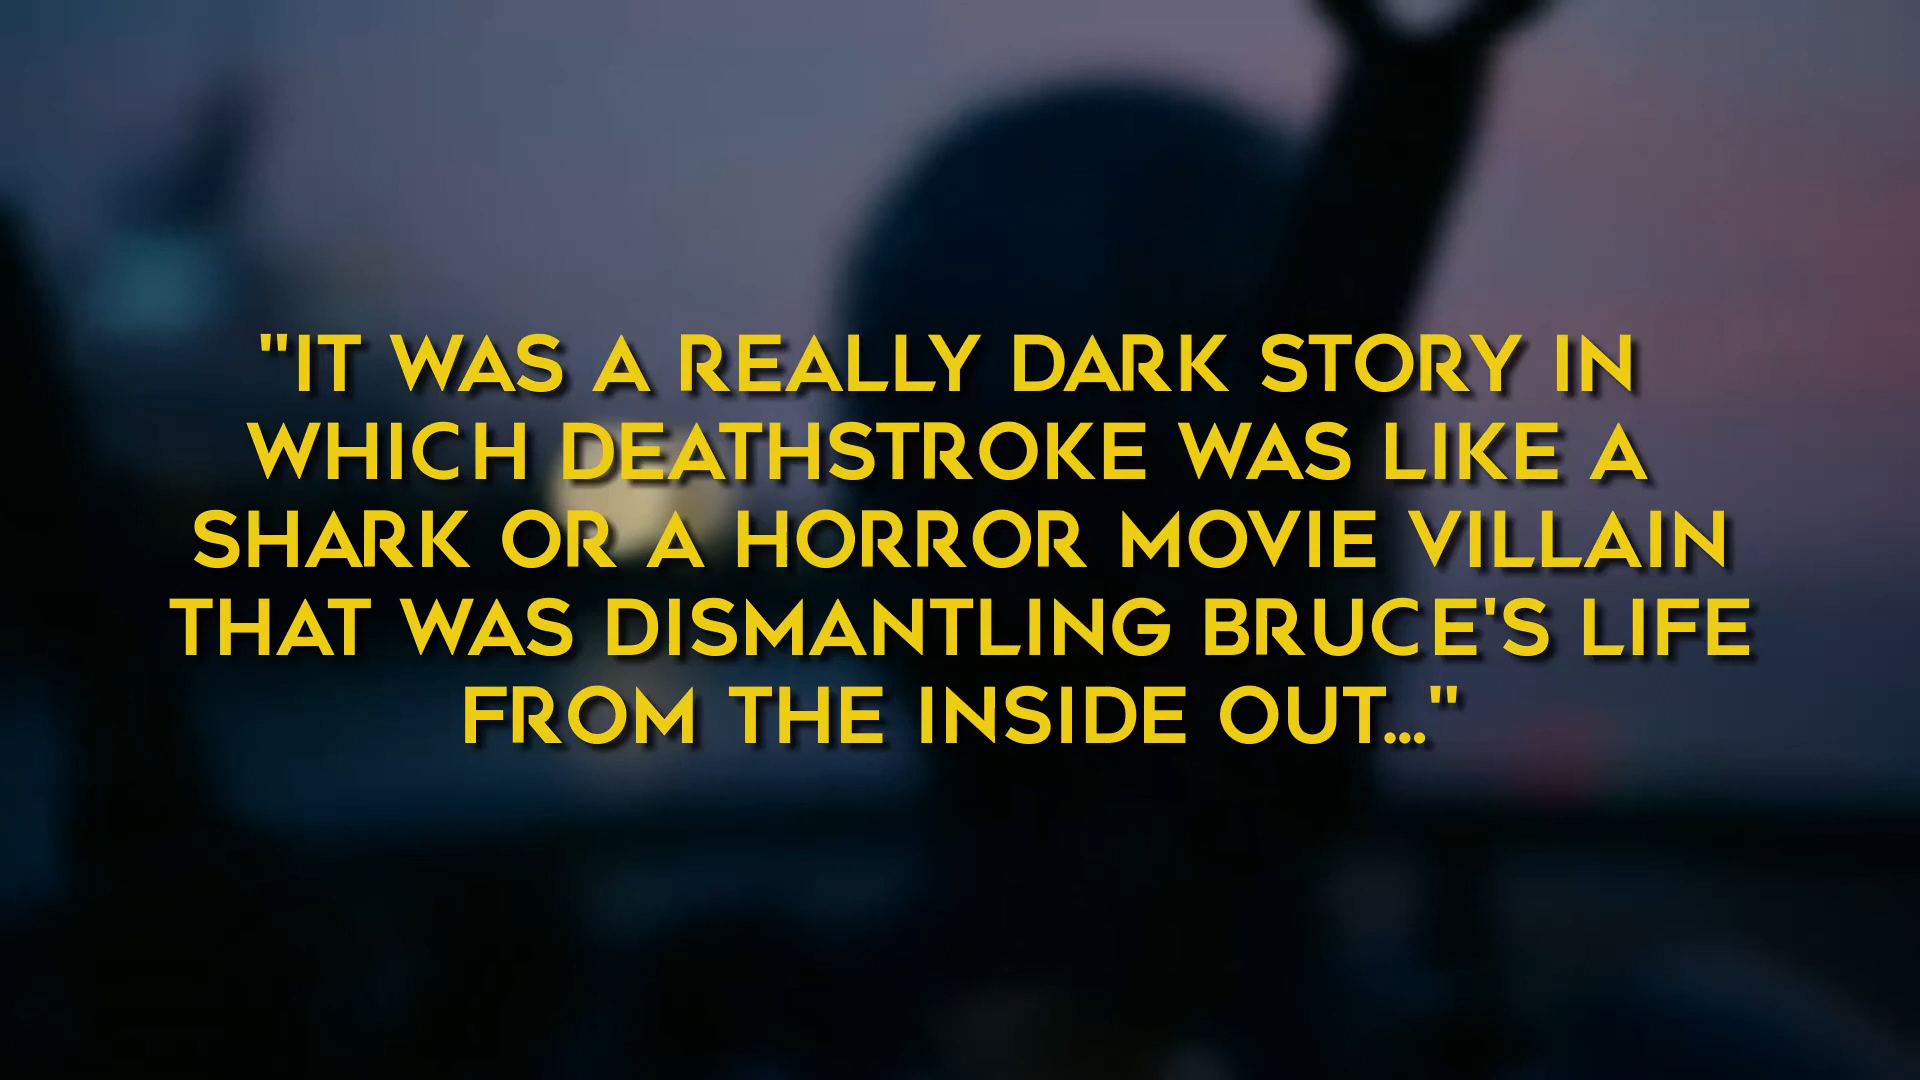 "IT WAS A REALLY DARK STORY IN
WHICH DEATHSTROKE WAS LIKE A
SHARK OR A HORROR MOVIE VILLAIN
THAT WAS DISMANTLING BRUCE'S LIFE
FROM THE INSIDE OUT..."